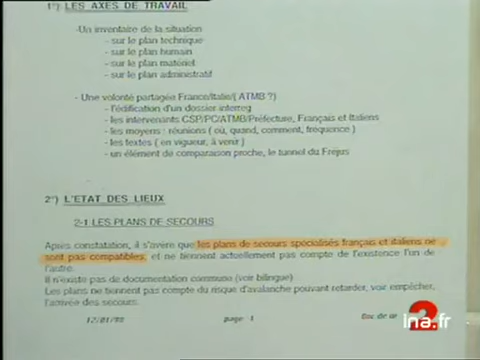 1°) LES AXES DE TRAVAIL
-Un inventaire de la situation
- sur le plan technique
- sur le plan humain
- sur le plan matériel
- sur le plan administratif
- Une volonté partagée France/Italie/( ATMB ?)
- l'édification d'un dossier interreg
- les intervenants CSP/PC/ATMB/Préfecture, Français et Italiens
- les moyens : réunions ( où, quand, comment, fréquence )
- les textes ( en vigueur, à venir )
- un élément de comparaison proche, le tunnel du Fréjus
2°) L'ETAT DES LIEUX
2-1 LES PLANS DE SECOURS
Après constatation, il s'avère que les plans de secours spécialisés français et italiens ne
sont pas compatibles, et ne tiennent actuellement pas compte de l'existence l'un de
l'autre.
Il n'existe pas de documentation commune (voir bilingue)
Les plans ne tiennent pas compte du risque d'avalanche pouvant retarder, voir empêcher,
l'arrivée des secours.
page 1
2
ina.fr